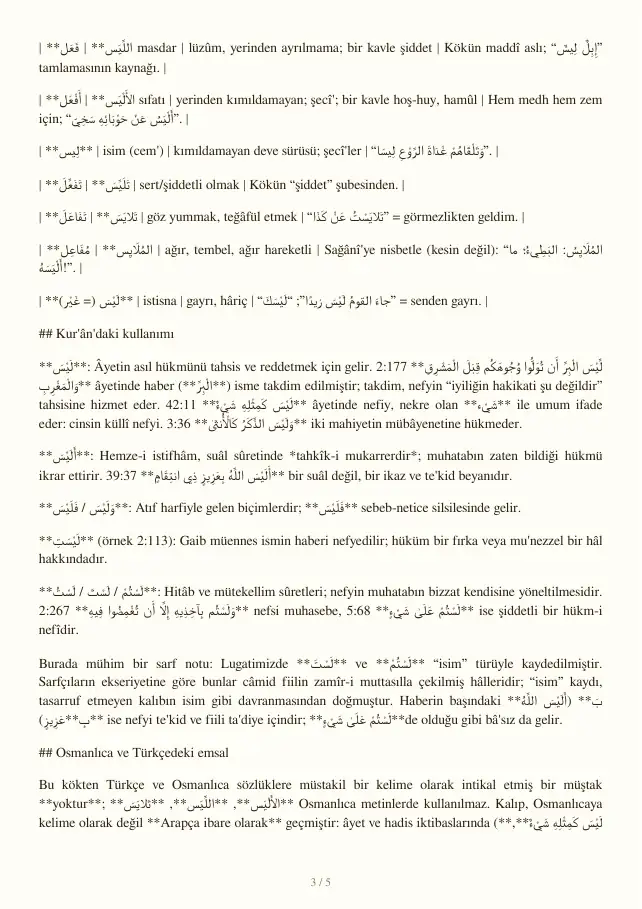 | **اللَّيَس** | فَعَل** masdar | lüzûm, yerinden ayrılmama; bir kavle şiddet | Kökün maddî aslı; “إِبِلٌ لِيسٌ”
tamlamasının kaynağı. |
| **الأَلْيَس** | أَفْعَل** sıfatı | yerinden kımıldamayan; şecî'; bir kavle hoş-huy, hamûl | Hem medh hem zem
için; “أَلْيَسُ عَنْ حَوْبَائِهِ سَخِيّ”. |
| **لِيس** | isim (cem') | kımıldamayan deve sürüsü; şecî'ler | “وَتَلْقَاهُمْ غَدَاةَ الرَّوْعِ لِيسَا”. |
| **تَلَيَّسَ** | تَفَعَّلَ | sert/şiddetli olmak | Kökün “şiddet” şubesinden. |
| **تَلايَسَ** | تَفَاعَلَ | göz yummak, teğâfül etmek | “تَلايَسْتُ عَنْ كَذَا” = görmezlikten geldim. |
| **المُلَايِس** | مُفَاعِل** | ağır, tembel, ağır hareketli | Sağânî'ye nisbetle (kesin değil): “المُلَايِسُ: البَطِيءُ؛ ما
أَلْيَسَهُ!”. |
| **لَيْسَ (= غَيْر)** | istisna | gayrı, hâriç | “جاءَ القومُ لَيْسَ زيدًا”; “لَيْسَكَ” = senden gayrı. |
## Kur'ân'daki kullanımı
**لَيْسَ**: Âyetin asıl hükmünü tahsis ve reddetmek için gelir. 2:177 **لَيْسَ الْبِرَّ أَن تُوَلُّوا وُجُوهَكُم قِبَلَ الْمَشْرِقِ
وَالْمَغْرِبِ** âyetinde haber (**الْبِرَّ**) isme takdim edilmiştir; takdim, nefyin “iyiliğin hakikati şu değildir”
tahsisine hizmet eder. 42:11 **لَيْسَ كَمِثْلِهِ شَيْءٌ** âyetinde nefiy, nekre olan **شَيْء** ile umum ifade
eder: cinsin küllî nefyi. 3:36 **وَلَيْسَ الذَّكَرُ كَالْأُنثَىٰ** iki mahiyetin mübâyenetine hükmeder.
**أَلَيْسَ**: Hemze-i istifhâm, suâl sûretinde *tahkîk-i mukarrerdir*; muhatabın zaten bildiği hükmü
ikrar ettirir. 39:37 **أَلَيْسَ اللَّهُ بِعَزِيزٍ ذِي انتِقَامٍ** bir suâl değil, bir ikaz ve te'kid beyanıdır.
**وَلَيْسَ / فَلَيْسَ**: Atıf harfiyle gelen biçimlerdir; **فَلَيْسَ** sebeb-netice silsilesinde gelir.
**لَيْسَتِ** (örnek 2:113): Gaib müennes ismin haberi nefyedilir; hüküm bir fırka veya mu'nezzel bir hâl
hakkındadır.
**لَسْتُ / لَسْتَ / لَسْتُمْ**: Hitâb ve mütekellim sûretleri; nefyin muhatabın bizzat kendisine yöneltilmesidir.
2:267 **وَلَسْتُم بِآخِذِيهِ إِلَّا أَن تُغْمِضُوا فِيهِ** nefsi muhasebe, 5:68 **لَسْتُمْ عَلَىٰ شَيْءٍ** ise şiddetli bir hükm-i
nefîdir.
Burada mühim bir sarf notu: Lugatimizde **لَسْتَ** ve **لَسْتُمْ** “isim” türüyle kaydedilmiştir.
Sarfçıların ekseriyetine göre bunlar câmid fiilin zamîr-i muttasılla çekilmiş hâlleridir; “isim” kaydı,
tasarruf etmeyen kalıbın isim gibi davranmasından doğmuştur. Haberin başındaki **بَ** (أَلَيْسَ اللَّهُ**
**بِ**عَزِيزٍ) ise nefyi te'kid ve fiili ta'diye içindir; **لَسْتُمْ عَلَىٰ شَيْءٍ**de olduğu gibi bâ'sız da gelir.
## Osmanlıca ve Türkçedeki emsal
Bu kökten Türkçe ve Osmanlıca sözlüklere müstakil bir kelime olarak intikal etmiş bir müştak
**yoktur**; **الأَلْيَس**, **اللَّيَس**, **تَلايَسَ** Osmanlıca metinlerde kullanılmaz. Kalıp, Osmanlıcaya
kelime olarak değil **Arapça ibare olarak** geçmiştir: âyet ve hadis iktibaslarında (**لَيْسَ كَمِثْلِهِ شَيْءٌ**,
3 / 5